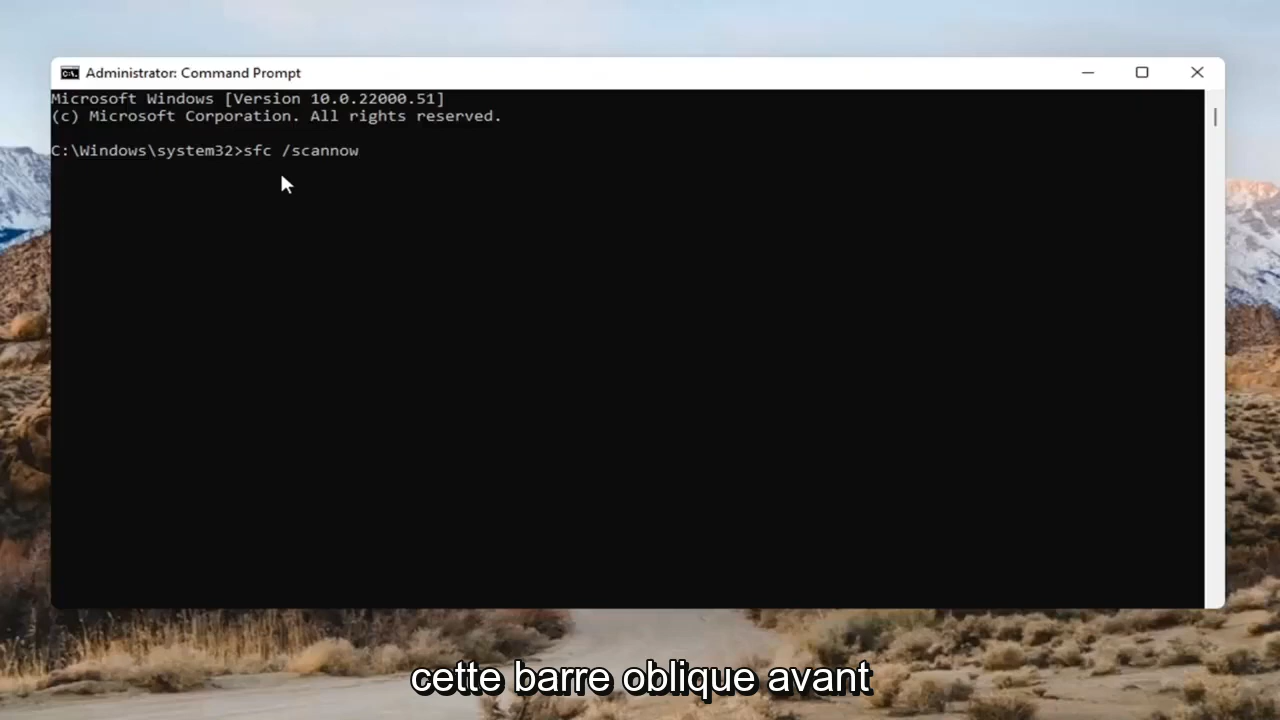 Administrator: Command Prompt
Microsoft Windows [Version 10.0.22000.51]
(c) Microsoft Corporation. All rights reserved.
C:\Windows\system32>sfc /scannow
cette barre oblique avant